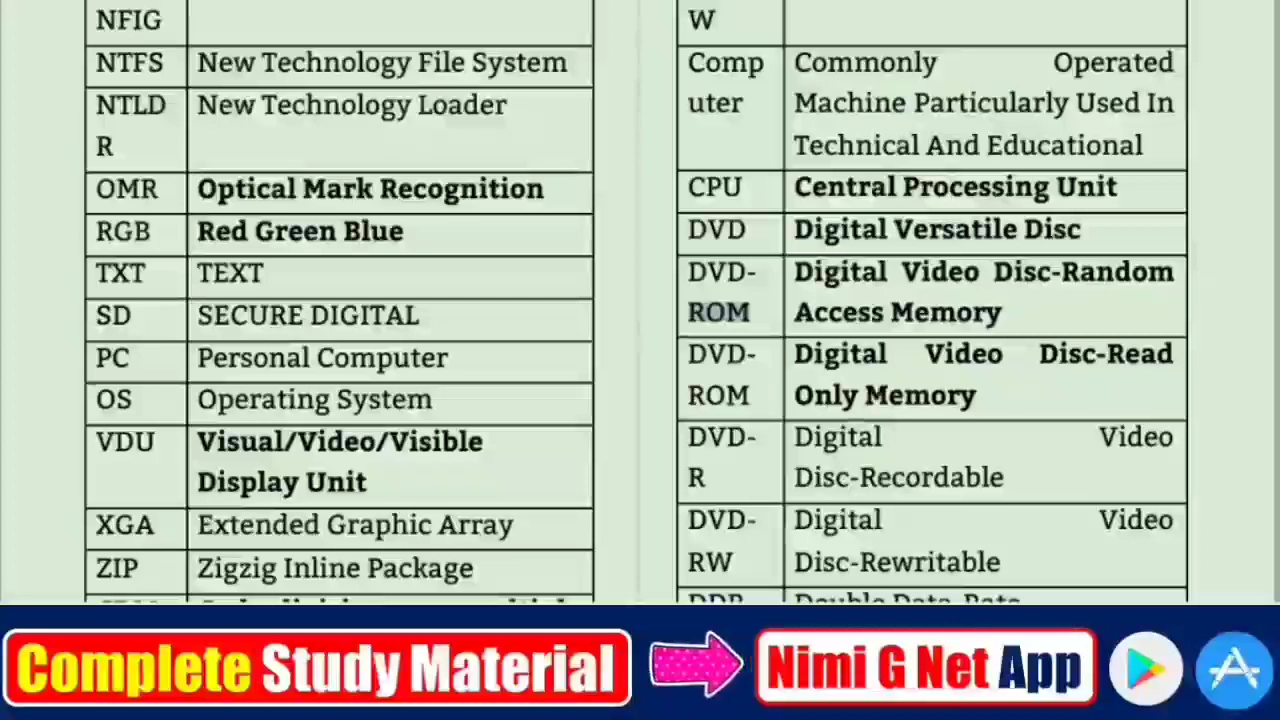 NFIG
NTFS New Technology File System
NTLD New Technology Loader
R
OMR Optical Mark Recognition
RGB Red Green Blue
TXT TEXT
SD SECURE DIGITAL
PC Personal Computer
OS Operating System
VDU Visual/Video/Visible
Display Unit
XGA Extended Graphic Array
ZIP Zigzig Inline Package
W
Comp Commonly Operated
uter Machine Particularly Used In
Technical And Educational
CPU Central Processing Unit
DVD Digital Versatile Disc
DVD- Digital Video Disc-Random
ROM Access Memory
DVD- Digital Video Disc-Read
ROM Only Memory
DVD- Digital Video
R Disc-Recordable
DVD- Digital Video
RW Disc-Rewritable
DDR Double Data Rate
Complete Study Material
Nimi G Net App